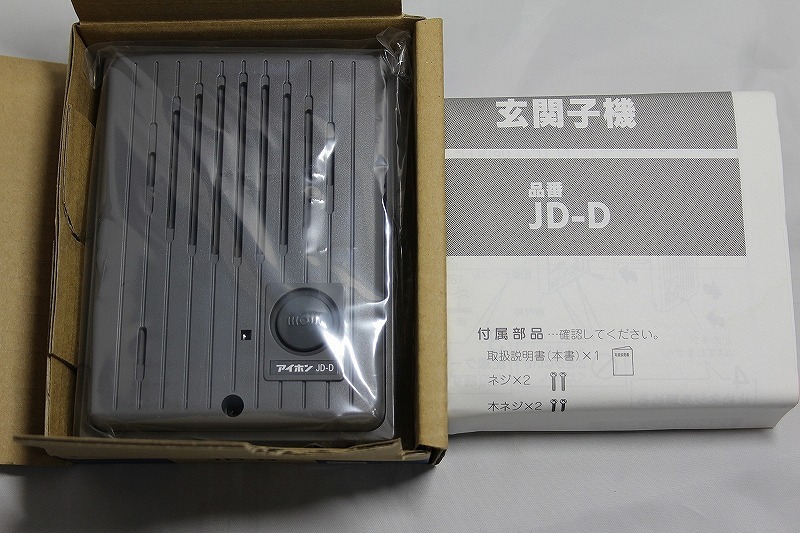 アイホン JD-D
玄関子機
品番
JD-D
付属部品…確認してください。
取扱説明書(本書)×1
ネジ×2
木ネジ×2